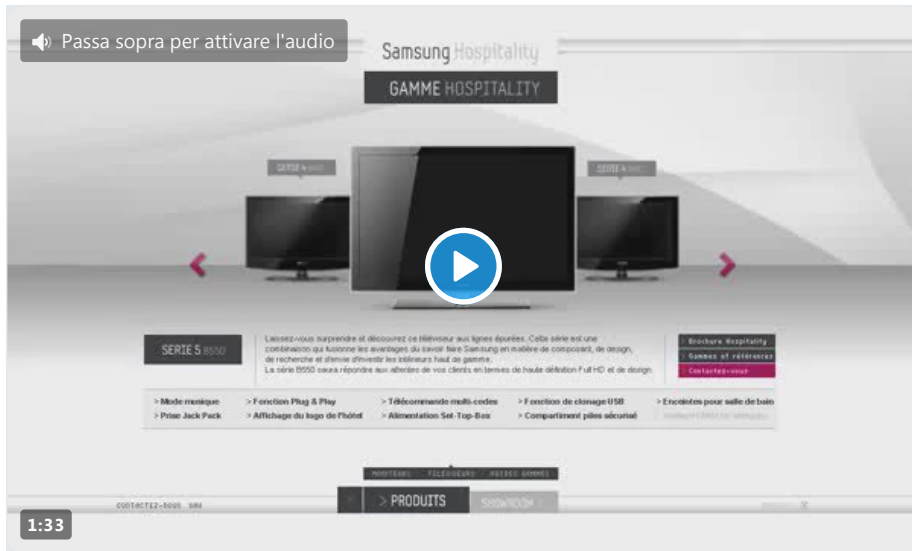 Passa sopra per attivare l'audio
Samsung Hospitality
GAMME HOSPITALITY
SERIE 4
SERIE 4
SERIE 5 B550
Laissez-vous surprendre et découvrez ce téléviseur aux lignes épurées. Cette série est une
combinaison qui fusionne les avantages du savoir faire Samsung en matière de composant, de design,
de recherche et d'envie d'investir les intérieurs haut de gamme.
La série B550 saura répondre aux attentes de vos clients en termes de haute définition Full HD et de design
> Brochure Hospitality
> Gammes et références
> Contactez-nous
> Mode musique
> Fonction Plug & Play
> Télécommande multi-codes
> Fonction de clonage USB
> Enceintes pour salle de bain
> Prise Jack Pack
> Affichage du logo de l'hôtel
> Alimentation Set-Top-Box
> Compartiment piles sécurisé
MONITEURS TÉLÉVISEURS AUTRES GAMMES
CONTACTEZ-NOUS
> PRODUITS
SHOWROOM
1:33